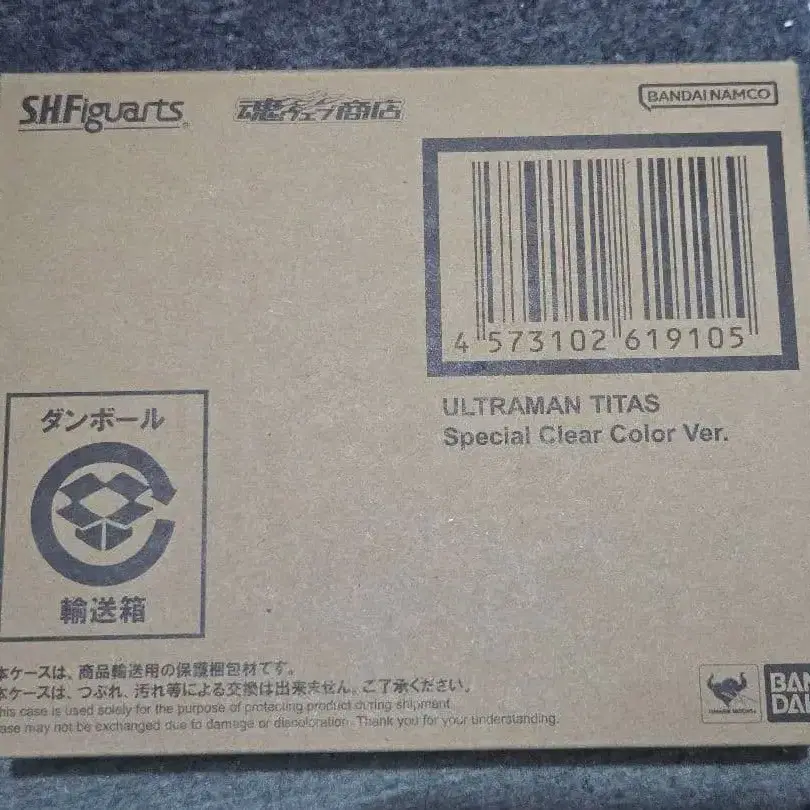 S.H.Figuarts
魂ウェブ商店
BANDAI NAMCO
4 573102 619105
ULTRAMAN TITAS
Special Clear Color Ver.
ダンボール
輸送箱
本ケースは、商品輸送用の保護梱包材です。
本ケースは、つぶれ、汚れ等による交換は出来ません。ご了承ください。
his case is used solely for the purpose of protecting product during shipment.
ase may not be exchanged due to damage or discoloration. Thank you for your understanding.
BAN
DAI